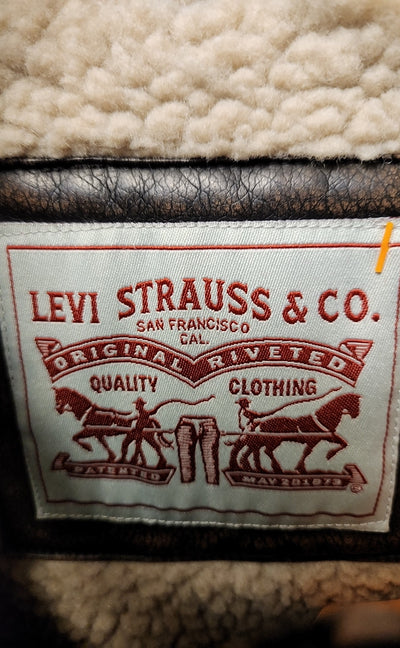 LEVI STRAUSS & CO.
SAN FRANCISCO
CAL.
ORIGINAL RIVETED
QUALITY CLOTHING
PATENTED MAY 20 1873